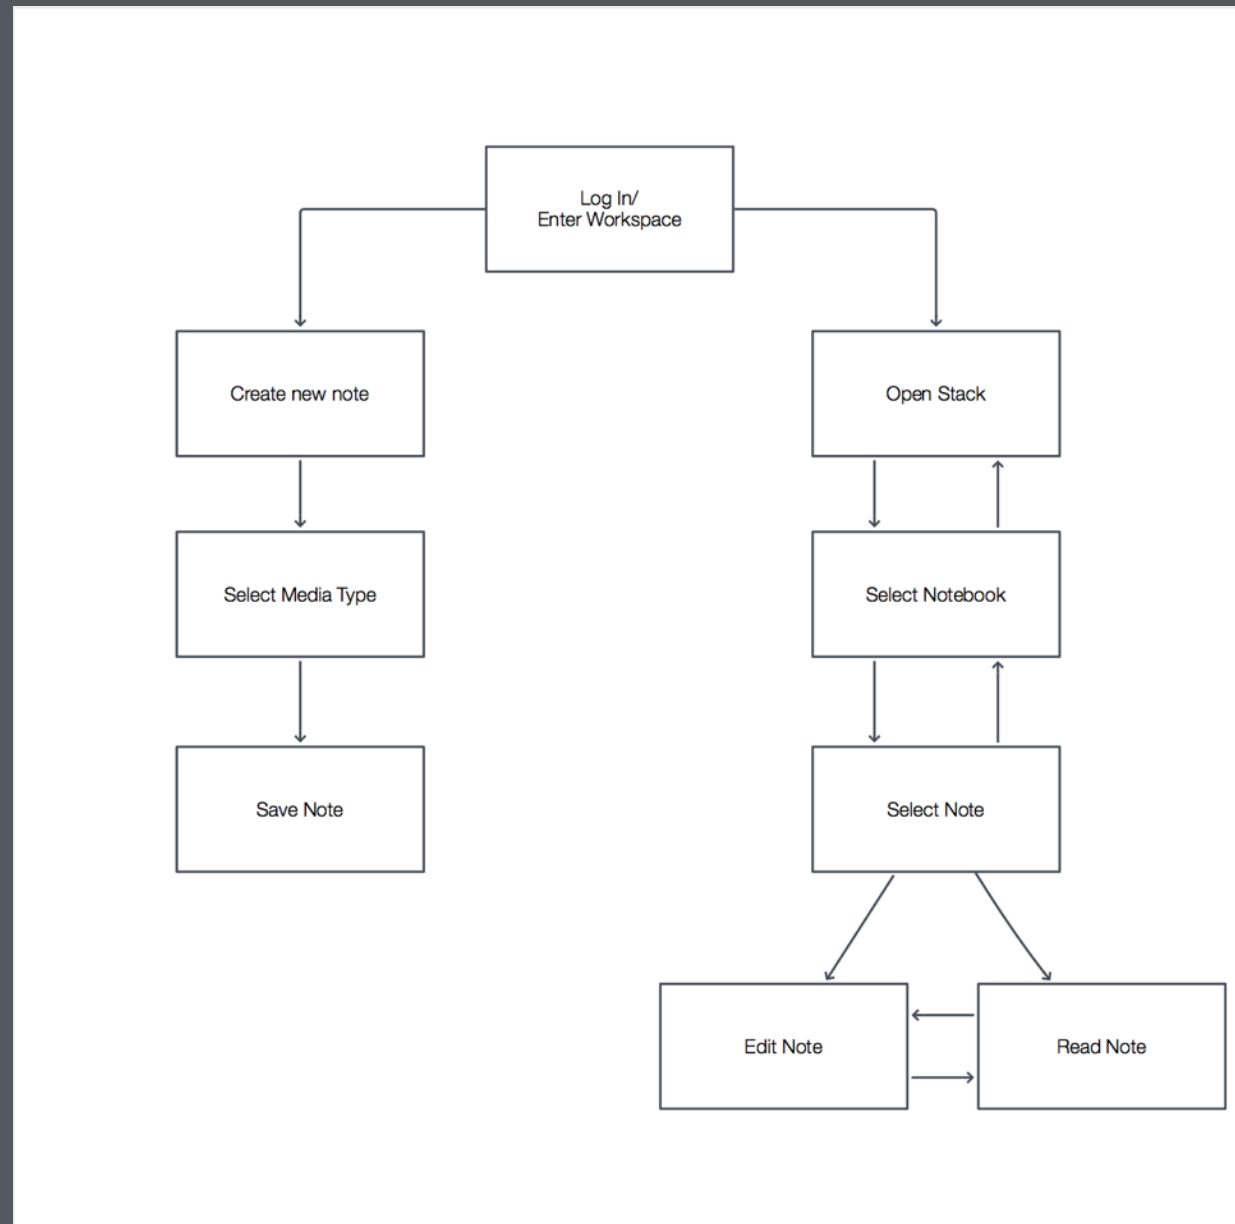 Log In/
Enter Workspace
Create new note
Open Stack
Select Media Type
Select Notebook
Save Note
Select Note
Edit Note
Read Note